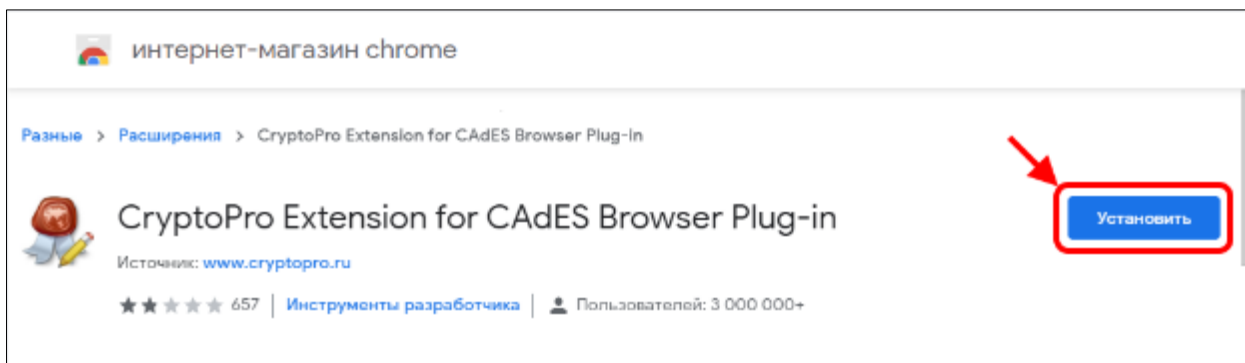 интернет-магазин chrome
Разные > Расширения > CryptoPro Extension for CAdES Browser Plug-in
CryptoPro Extension for CAdES Browser Plug-in
Установить
Источник: www.cryptopro.ru
657 | Инструменты разработчика | Пользователей: 3 000 000+